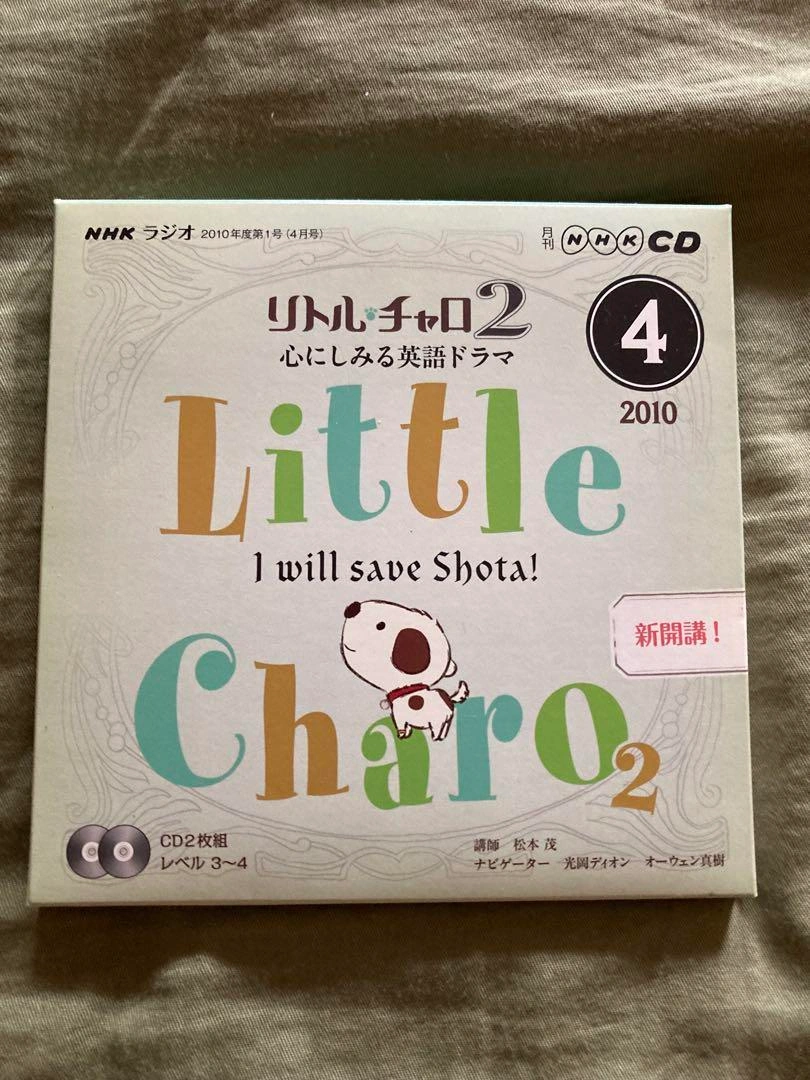 NHK ラジオ 2010年度第1号(4月号)
月刊 NHK CD
リトル・チャロ2
心にしみる英語ドラマ
4
2010
Little
I will save Shota!
新開講!
Charo2
CD2枚組
レベル 3〜4
講師 松本 茂
ナビゲーター 光岡ディオン オーウェン真樹